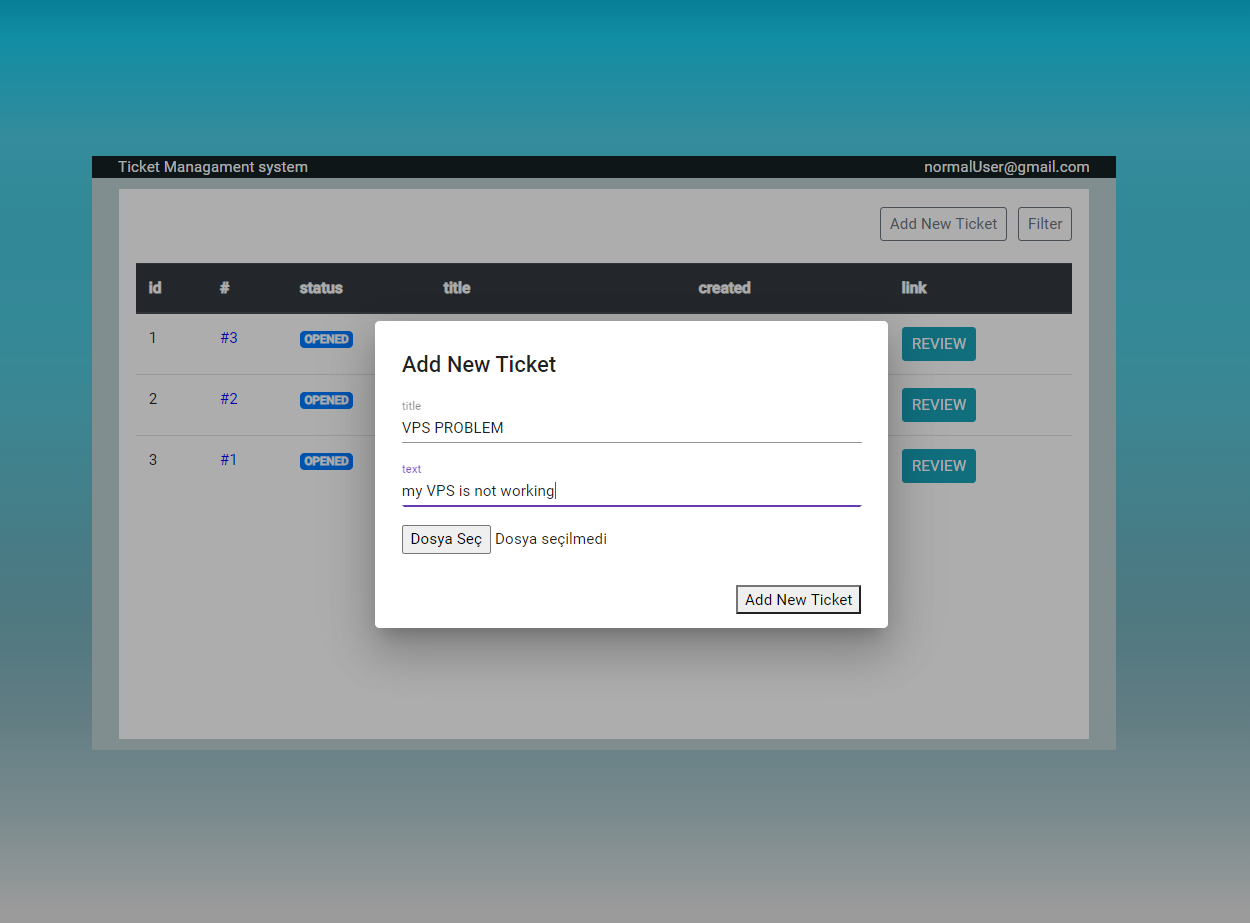 Ticket Managament system normalUser@gmail.com
Add New Ticket Filter
id # status title created link
1 #3 OPENED REVIEW
2 #2 OPENED REVIEW
3 #1 OPENED REVIEW
Add New Ticket
title
VPS PROBLEM
text
my VPS is not working
Dosya Seç Dosya seçilmedi
Add New Ticket